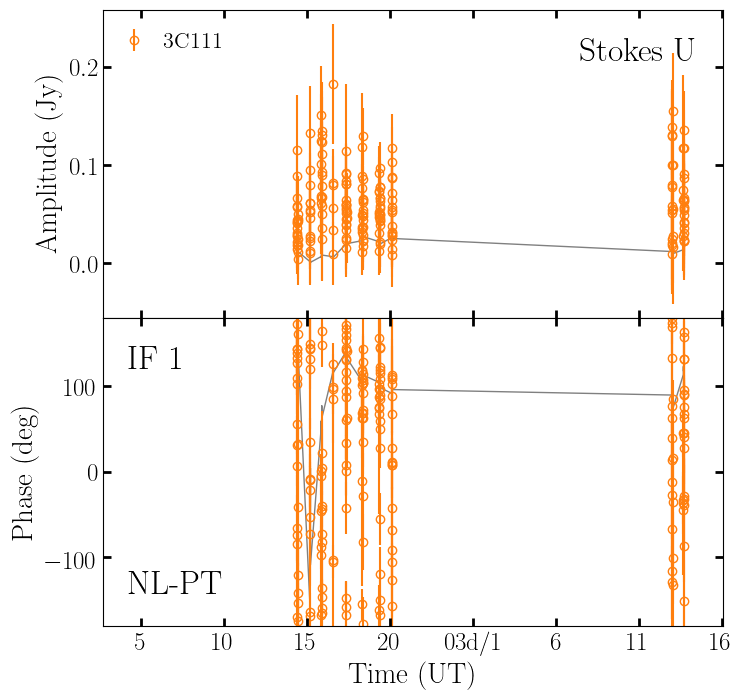 3C111
Stokes U
0.2
0.1
0.0
Amplitude (Jy)
IF 1
100
0
−100
Phase (deg)
NL-PT
5 10 15 20 03d/1 6 11 16
Time (UT)